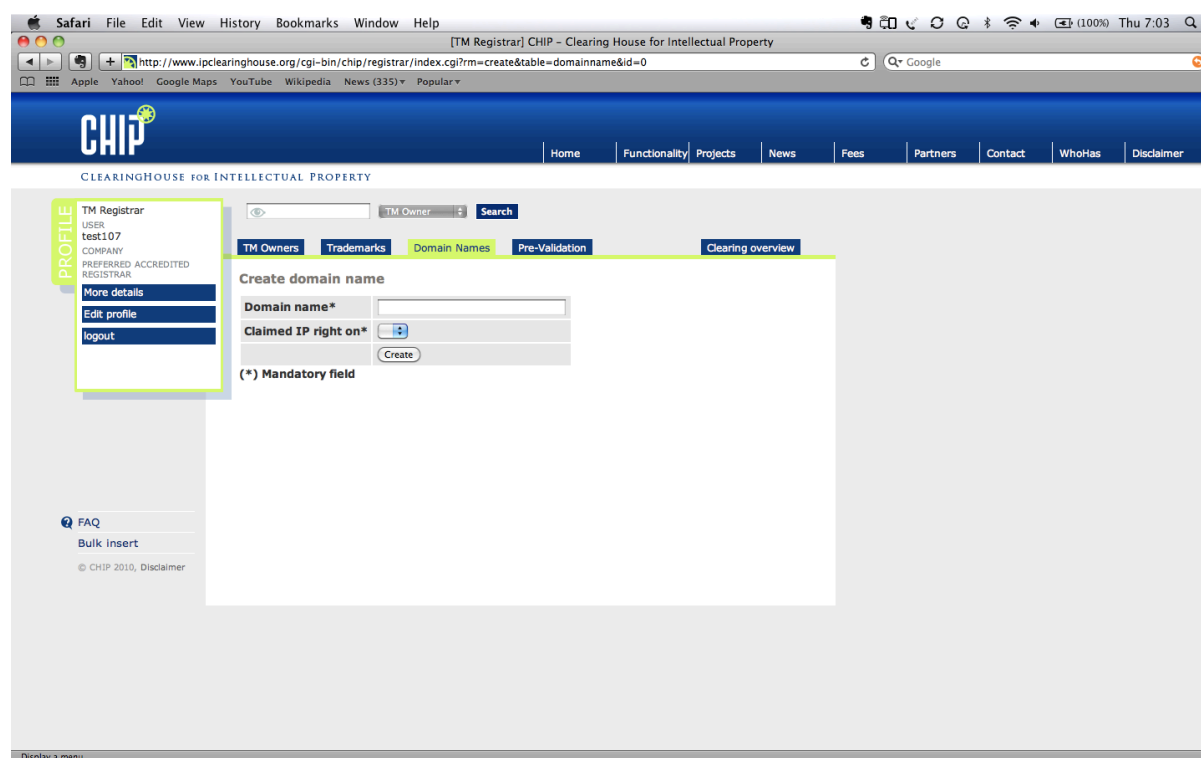 Safari File Edit View History Bookmarks Window Help (100%) Thu 7:03
[TM Registrar] CHIP – Clearing House for Intellectual Property
http://www.ipclearinghouse.org/cgi-bin/chip/registrar/index.cgi?rm=create&table=domainname&id=0 Google
Apple Yahoo! Google Maps YouTube Wikipedia News (335) Popular
CHIP
Home Functionality Projects News Fees Partners Contact WhoHas Disclaimer
CLEARINGHOUSE FOR INTELLECTUAL PROPERTY
PROFILE
TM Registrar
USER
test107
COMPANY
PREFERRED ACCREDITED
REGISTRAR
More details
Edit profile
logout
TM Owner Search
TM Owners Trademarks Domain Names Pre-Validation Clearing overview
Create domain name
Domain name*
Claimed IP right on*
Create
(*) Mandatory field
FAQ
Bulk insert
© CHIP 2010, Disclaimer
Display a menu